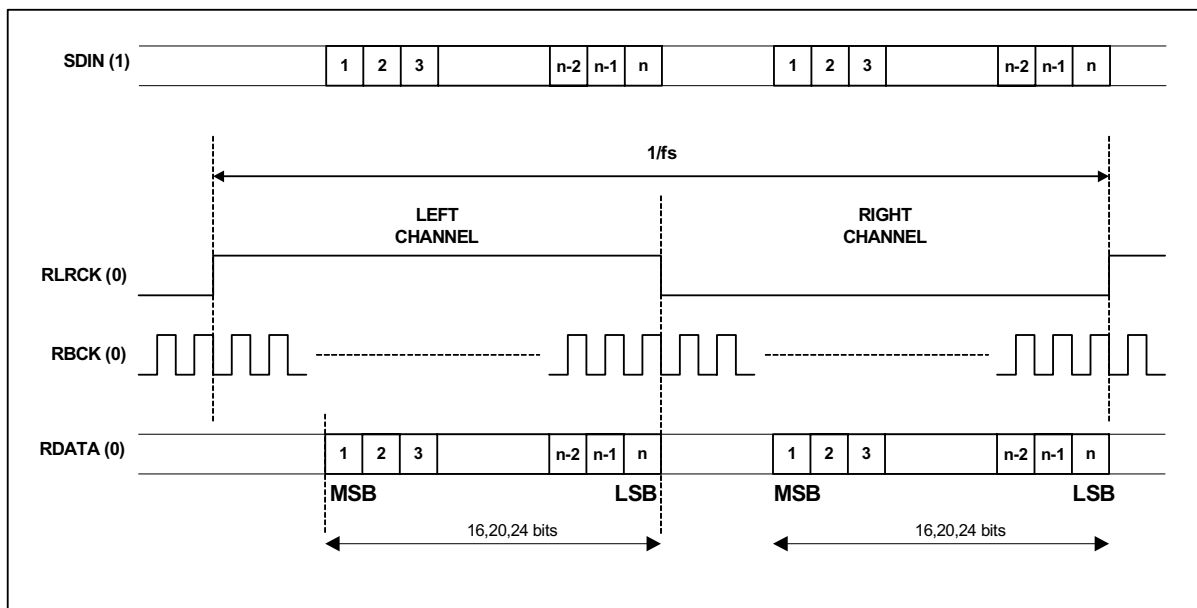 SDIN (1)
1 2 3 n-2 n-1 n 1 2 3 n-2 n-1 n
1/fs
LEFT
CHANNEL
RIGHT
CHANNEL
RLRCK (0)
RBCK (0)
RDATA (0)
1 2 3 n-2 n-1 n 1 2 3 n-2 n-1 n
MSB LSB MSB LSB
16,20,24 bits 16,20,24 bits